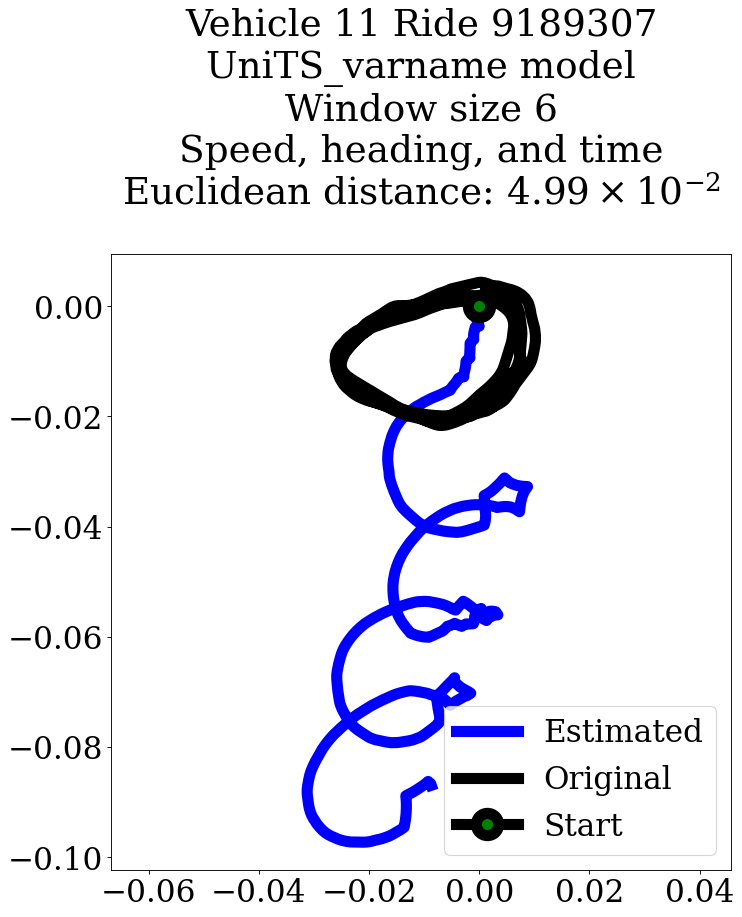 Vehicle 11 Ride 9189307
UniTS_varname model
Window size 6
Speed, heading, and time
Euclidean distance: 4.99 × 10⁻²
0.00
−0.02
−0.04
−0.06
−0.08
−0.10
−0.06 −0.04 −0.02 0.00 0.02 0.04
Estimated
Original
Start